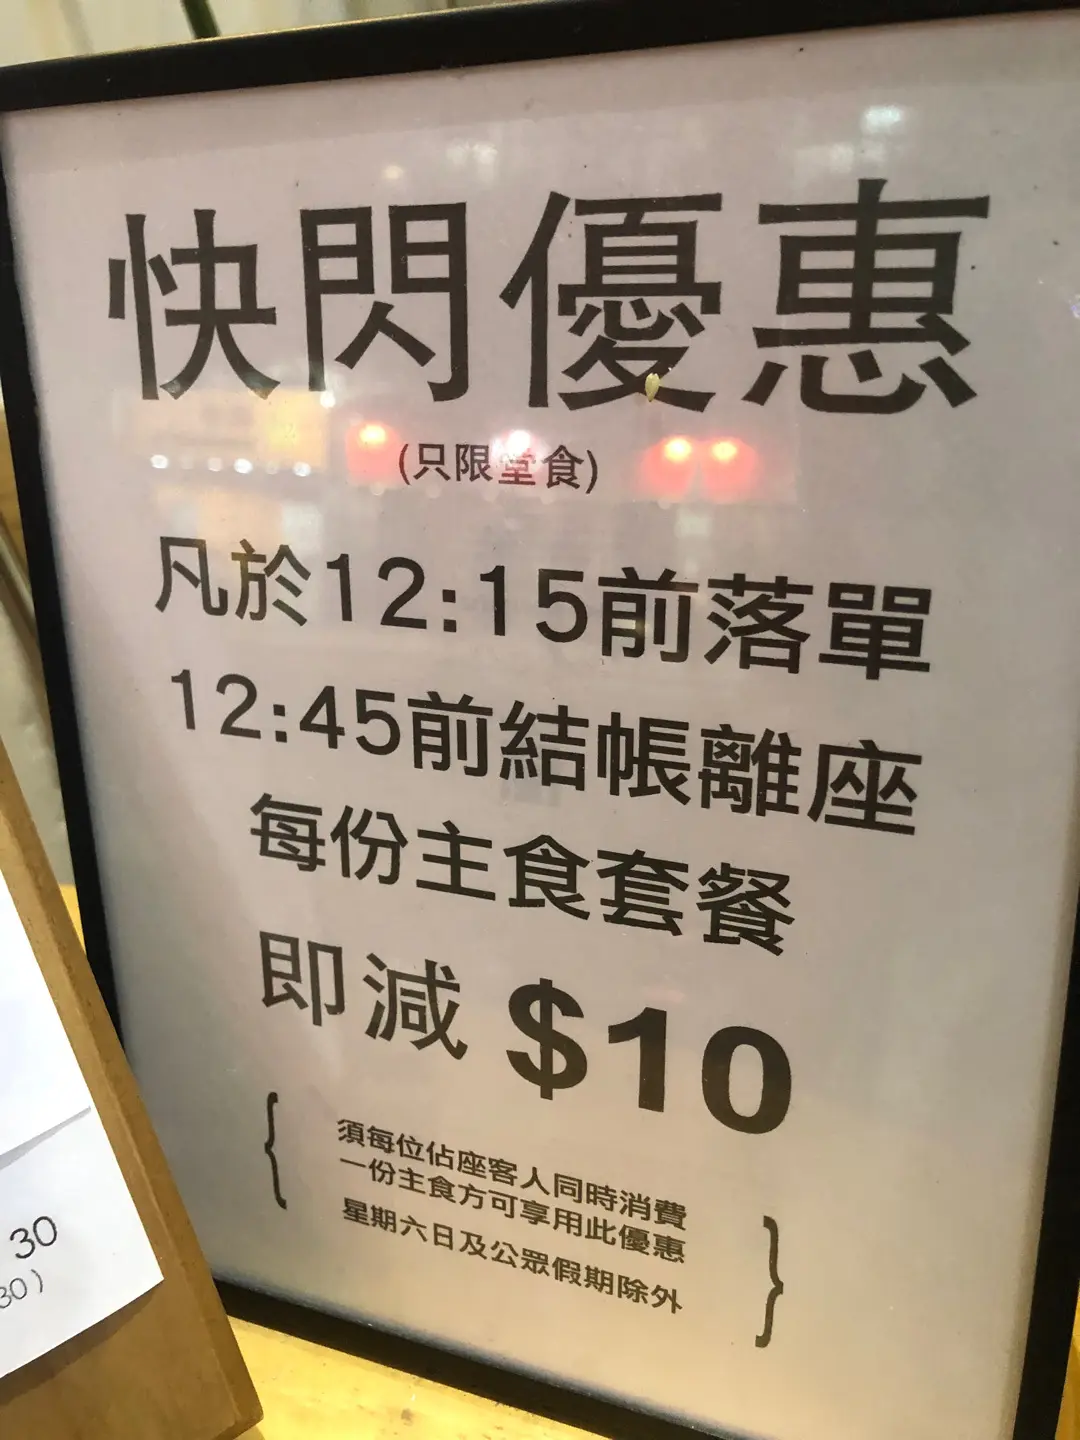 快閃優惠
(只限堂食)
凡於12:15前落單
12:45前結帳離座
每份主食套餐
即減 $10
{
須每位佔座客人同時消費
一份主食方可享用此優惠
星期六日及公眾假期除外
}
30
30)